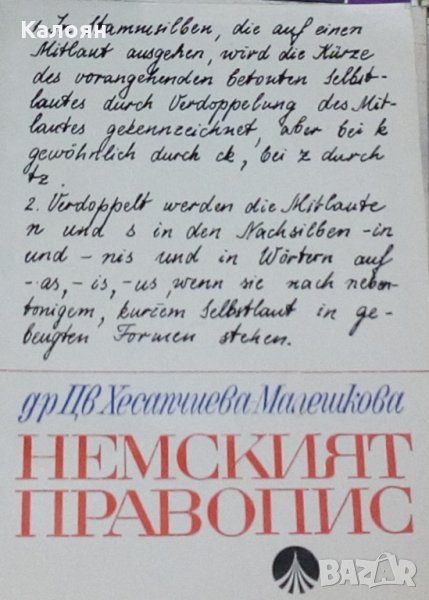 Калоян
1. In Stammsilben, die auf einen
Mitlaut ausgehen, wird die Kürze
des vorangehenden betonten Selbst-
lautes durch Verdoppelung des Mit-
lautes gekennzeichnet, aber bei k
gewöhnlich durch ck, bei z durch
tz.
2. Verdoppelt werden die Mitlaute
n und s in den Nachsilben -in
und -nis und in Wörtern auf
-as, -is, -us, wenn sie nach neben-
tonigem, kurzem Selbstlaut in ge-
beugten Formen stehen.
др Цв Хесапчиева-Малешкова
НЕМСКИЯТ
ПРАВОПИС
BAZAR